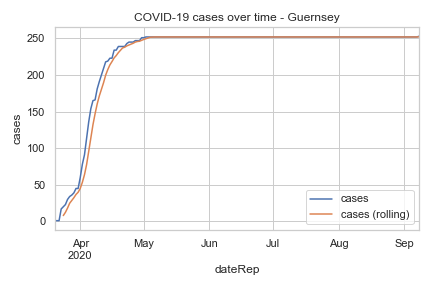 COVID-19 cases over time - Guernsey
250
200
150
100
50
0
cases
cases
cases (rolling)
Apr
2020
May
Jun
Jul
Aug
Sep
dateRep